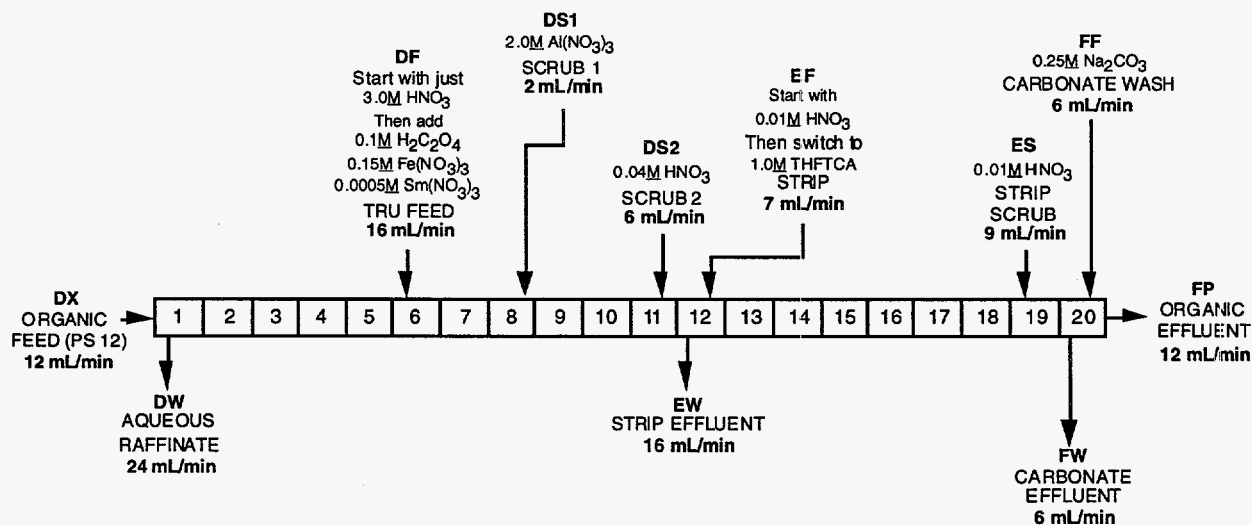 DS1
2.0M Al(NO3)3
SCRUB 1
2 mL/min
DF
Start with just
3.0M HNO3
Then add
0.1M H2C2O4
0.15M Fe(NO3)3
0.0005M Sm(NO3)3
TRU FEED
16 mL/min
DS2
0.04M HNO3
SCRUB 2
6 mL/min
EF
Start with
0.01M HNO3
Then switch to
1.0M THFTCA
STRIP
7 mL/min
ES
0.01M HNO3
STRIP
SCRUB
9 mL/min
FF
0.25M Na2CO3
CARBONATE WASH
6 mL/min
DX
ORGANIC
FEED (PS 12)
12 mL/min
1 2 3 4 5 6 7 8 9 10 11 12 13 14 15 16 17 18 19 20
FP
ORGANIC
EFFLUENT
12 mL/min
DW
AQUEOUS
RAFFINATE
24 mL/min
EW
STRIP EFFLUENT
16 mL/min
FW
CARBONATE
EFFLUENT
6 mL/min